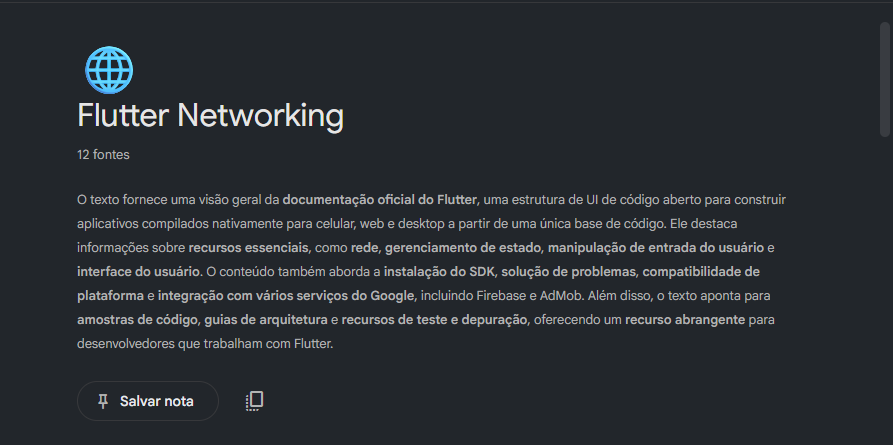 Flutter Networking
12 fontes
O texto fornece uma visão geral da documentação oficial do Flutter, uma estrutura de UI de código aberto para construir
aplicativos compilados nativamente para celular, web e desktop a partir de uma única base de código. Ele destaca
informações sobre recursos essenciais, como rede, gerenciamento de estado, manipulação de entrada do usuário e
interface do usuário. O conteúdo também aborda a instalação do SDK, solução de problemas, compatibilidade de
plataforma e integração com vários serviços do Google, incluindo Firebase e AdMob. Além disso, o texto aponta para
amostras de código, guias de arquitetura e recursos de teste e depuração, oferecendo um recurso abrangente para
desenvolvedores que trabalham com Flutter.
Salvar nota